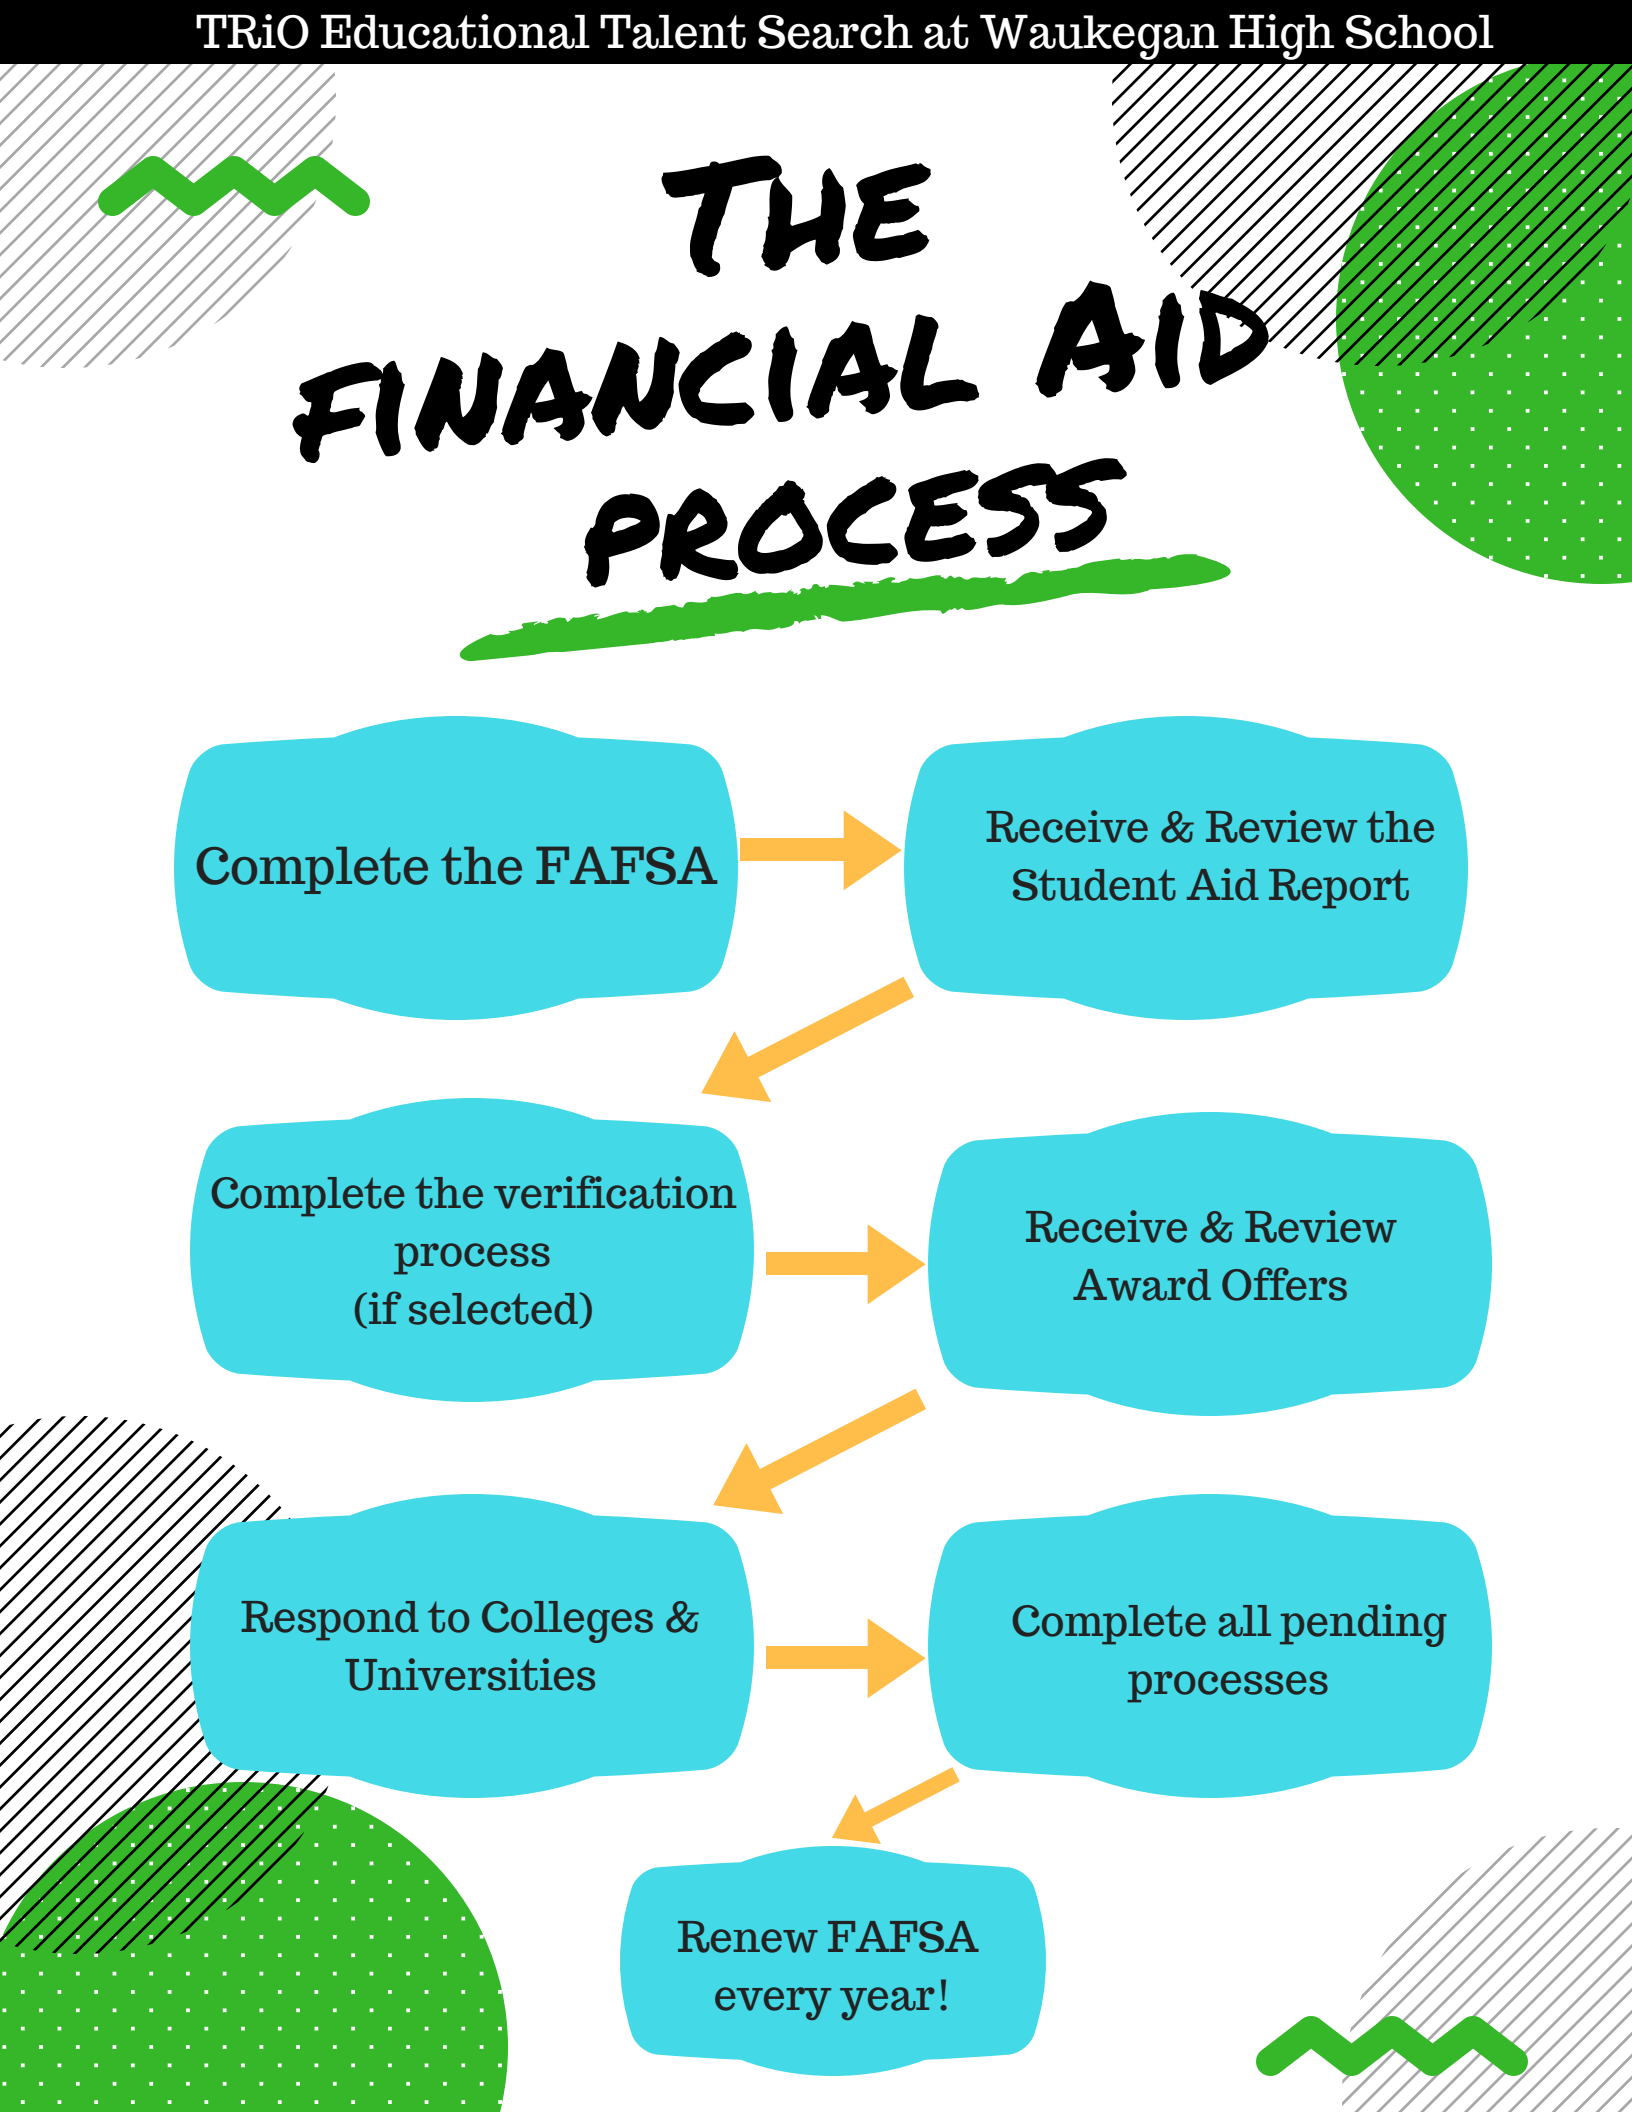 TRiO Educational Talent Search at Waukegan High School
The
Financial Aid
Process
Complete the FAFSA
Receive & Review the
Student Aid Report
Complete the verification
process
(if selected)
Receive & Review
Award Offers
Respond to Colleges &
Universities
Complete all pending
processes
Renew FAFSA
every year!